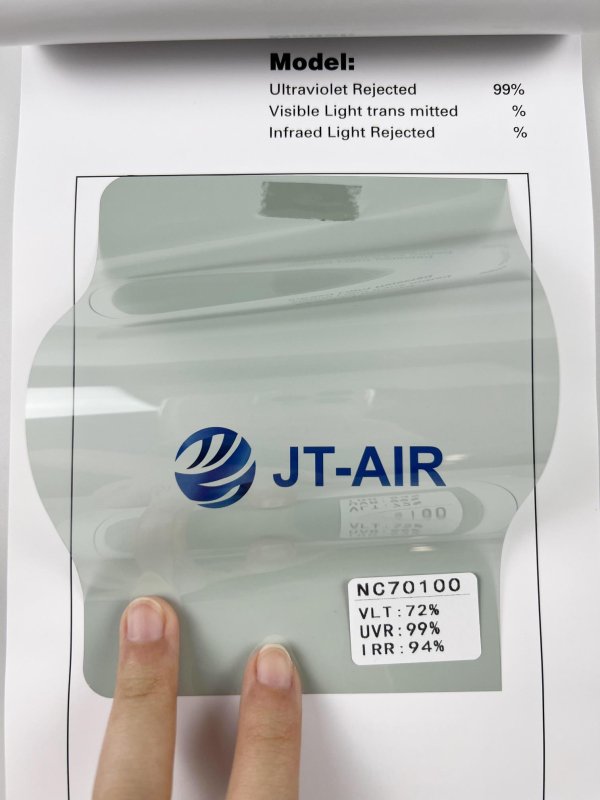 Model:
Ultraviolet Rejected 99%
Visible Light trans mitted %
Infraed Light Rejected %
JT-AIR
NC70100
VLT:72%
UVR:99%
IRR:94%